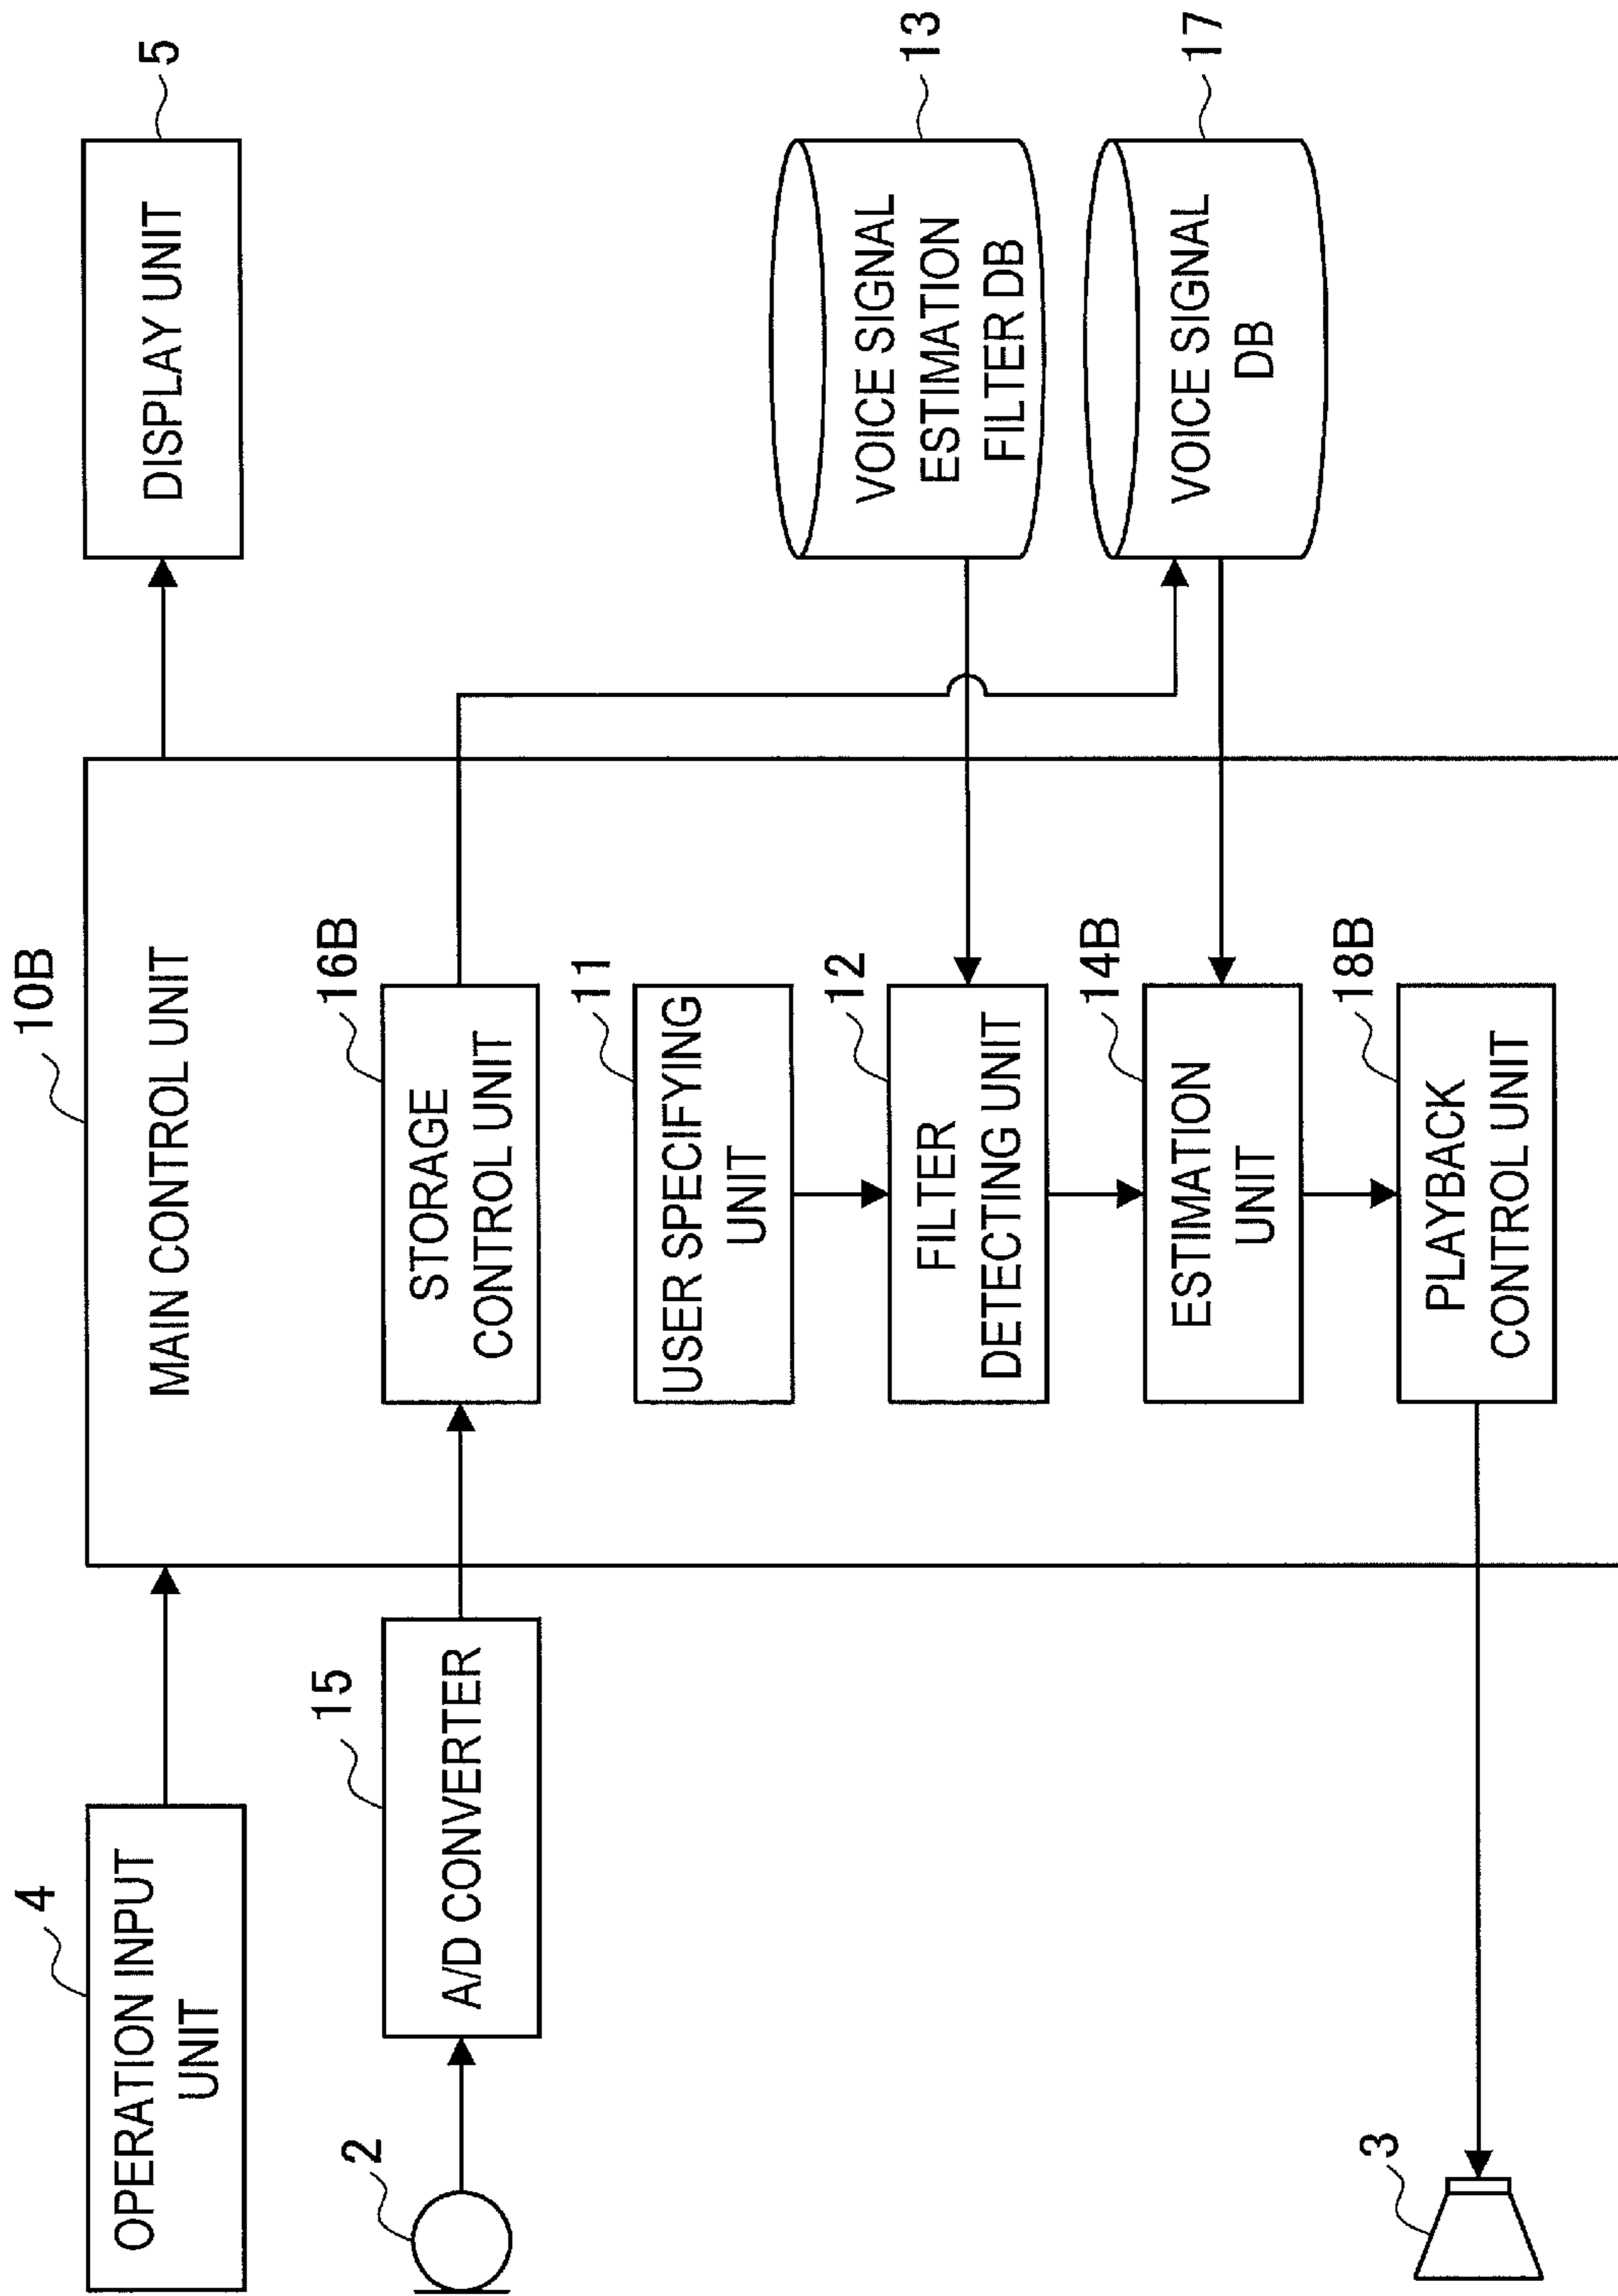 10B
4
OPERATION INPUT
UNIT
MAIN CONTROL UNIT
5
DISPLAY UNIT
2
15
A/D CONVERTER
16B
STORAGE
CONTROL UNIT
11
USER SPECIFYING
UNIT
12
FILTER
DETECTING UNIT
13
VOICE SIGNAL
ESTIMATION
FILTER DB
14B
ESTIMATION
UNIT
17
VOICE SIGNAL
DB
18B
PLAYBACK
CONTROL UNIT
3